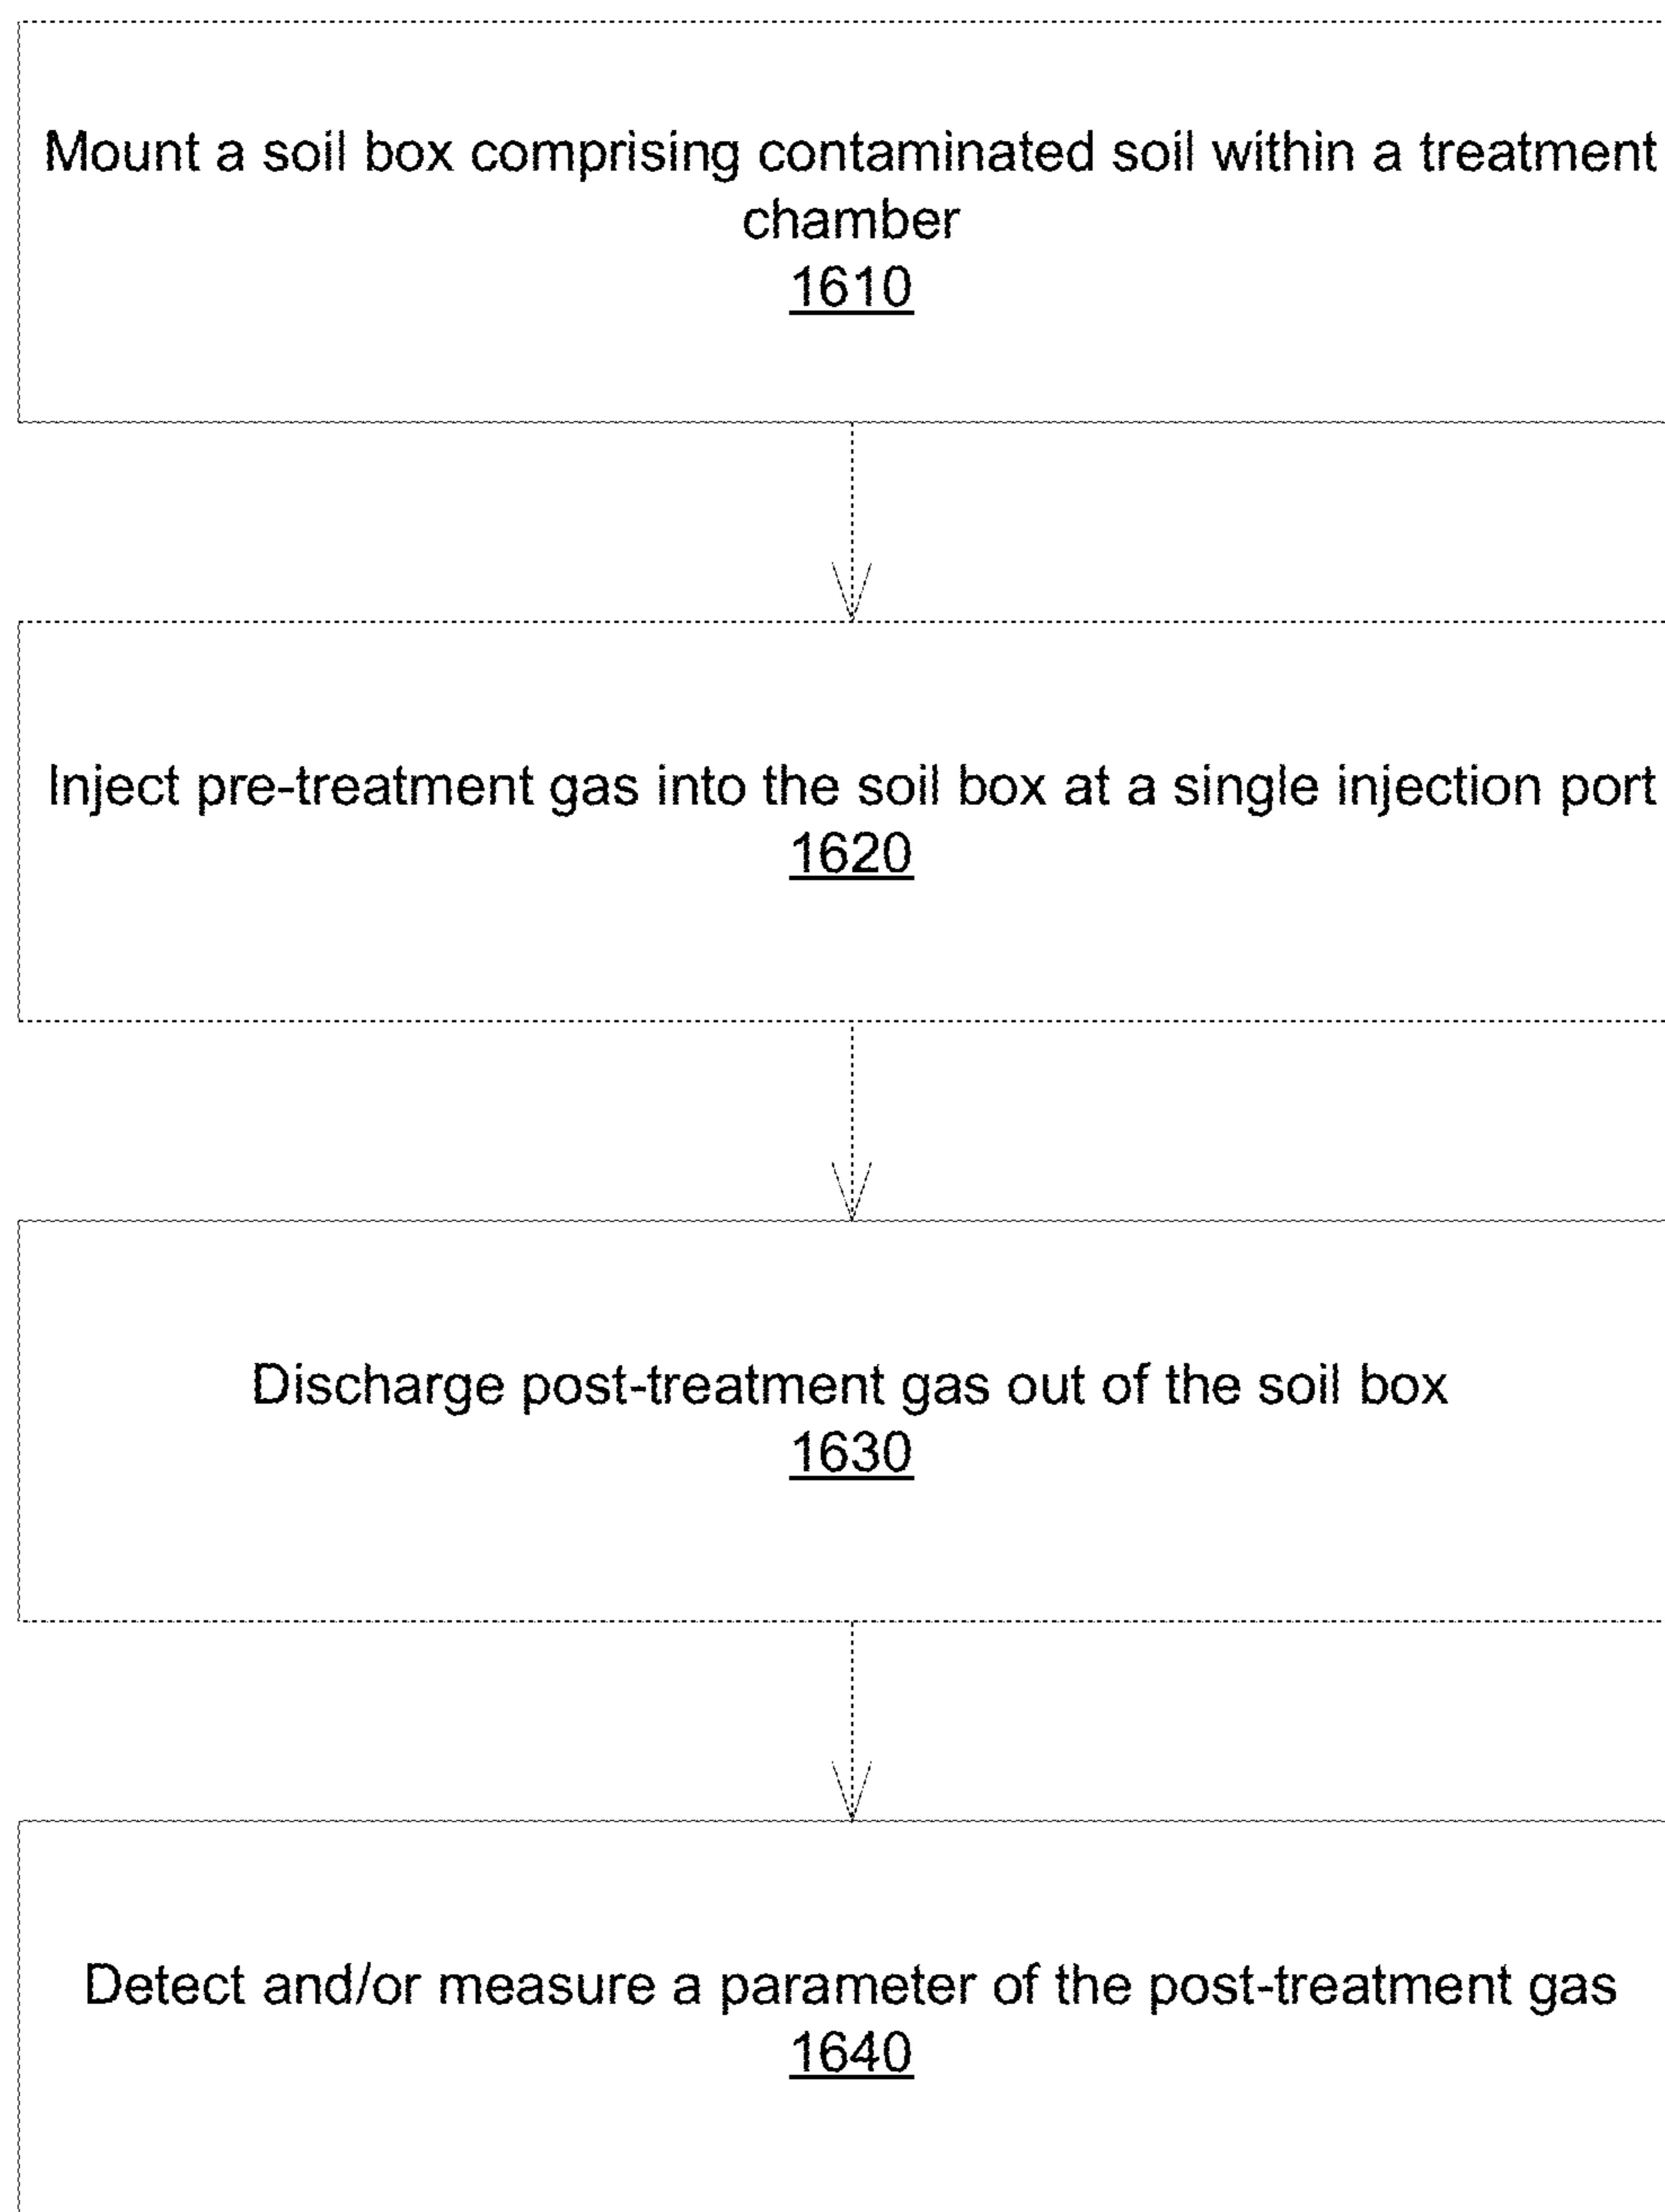 Mount a soil box comprising contaminated soil within a treatment
chamber
1610
Inject pre-treatment gas into the soil box at a single injection port
1620
Discharge post-treatment gas out of the soil box
1630
Detect and/or measure a parameter of the post-treatment gas
1640